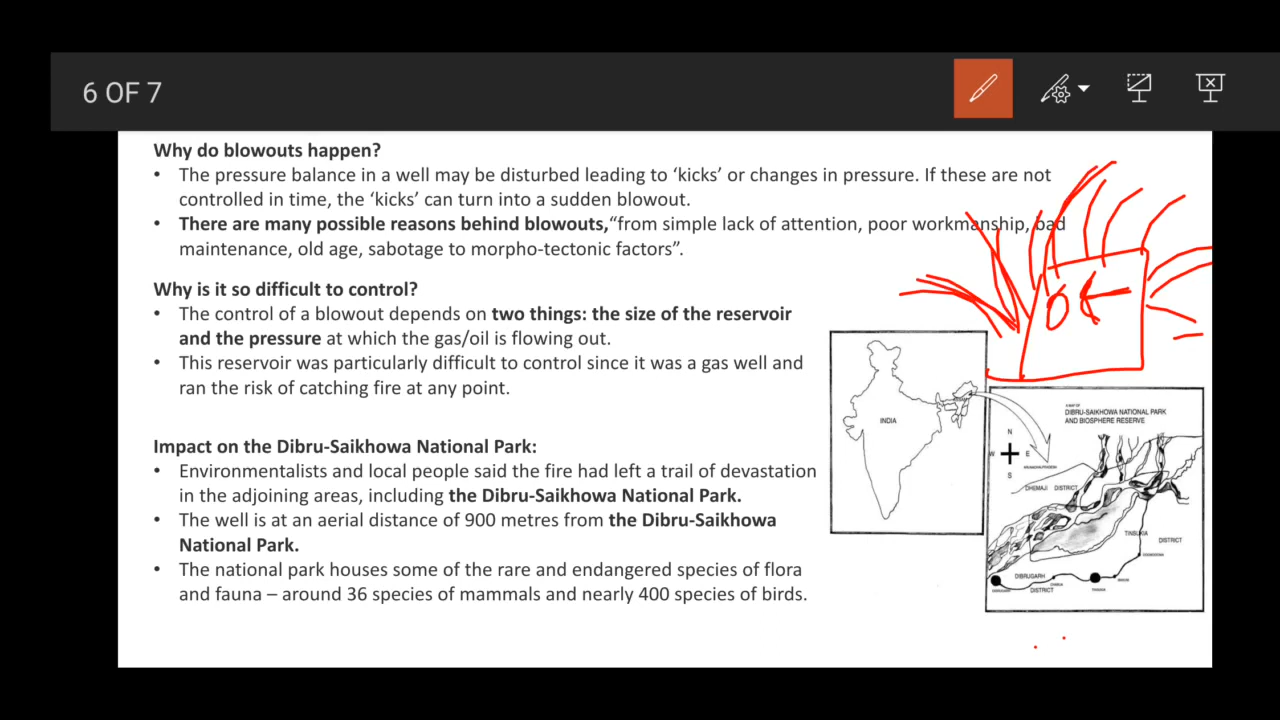 6 OF 7
Why do blowouts happen?
• The pressure balance in a well may be disturbed leading to ‘kicks’ or changes in pressure. If these are not
controlled in time, the ‘kicks’ can turn into a sudden blowout.
• There are many possible reasons behind blowouts,“from simple lack of attention, poor workmanship, bad
maintenance, old age, sabotage to morpho-tectonic factors”.
Why is it so difficult to control?
• The control of a blowout depends on two things: the size of the reservoir
and the pressure at which the gas/oil is flowing out.
• This reservoir was particularly difficult to control since it was a gas well and
ran the risk of catching fire at any point.
Impact on the Dibru-Saikhowa National Park:
• Environmentalists and local people said the fire had left a trail of devastation
in the adjoining areas, including the Dibru-Saikhowa National Park.
• The well is at an aerial distance of 900 metres from the Dibru-Saikhowa
National Park.
• The national park houses some of the rare and endangered species of flora
and fauna – around 36 species of mammals and nearly 400 species of birds.
INDIA
A MAP OF
DIBRU-SAIKHOWA NATIONAL PARK
AND BIOSPHERE RESERVE
N
W E
S
ARUNACHAL PRADESH
DHEMAJI DISTRICT
TINSUKIA
DISTRICT
DIBRUGARH
DISTRICT